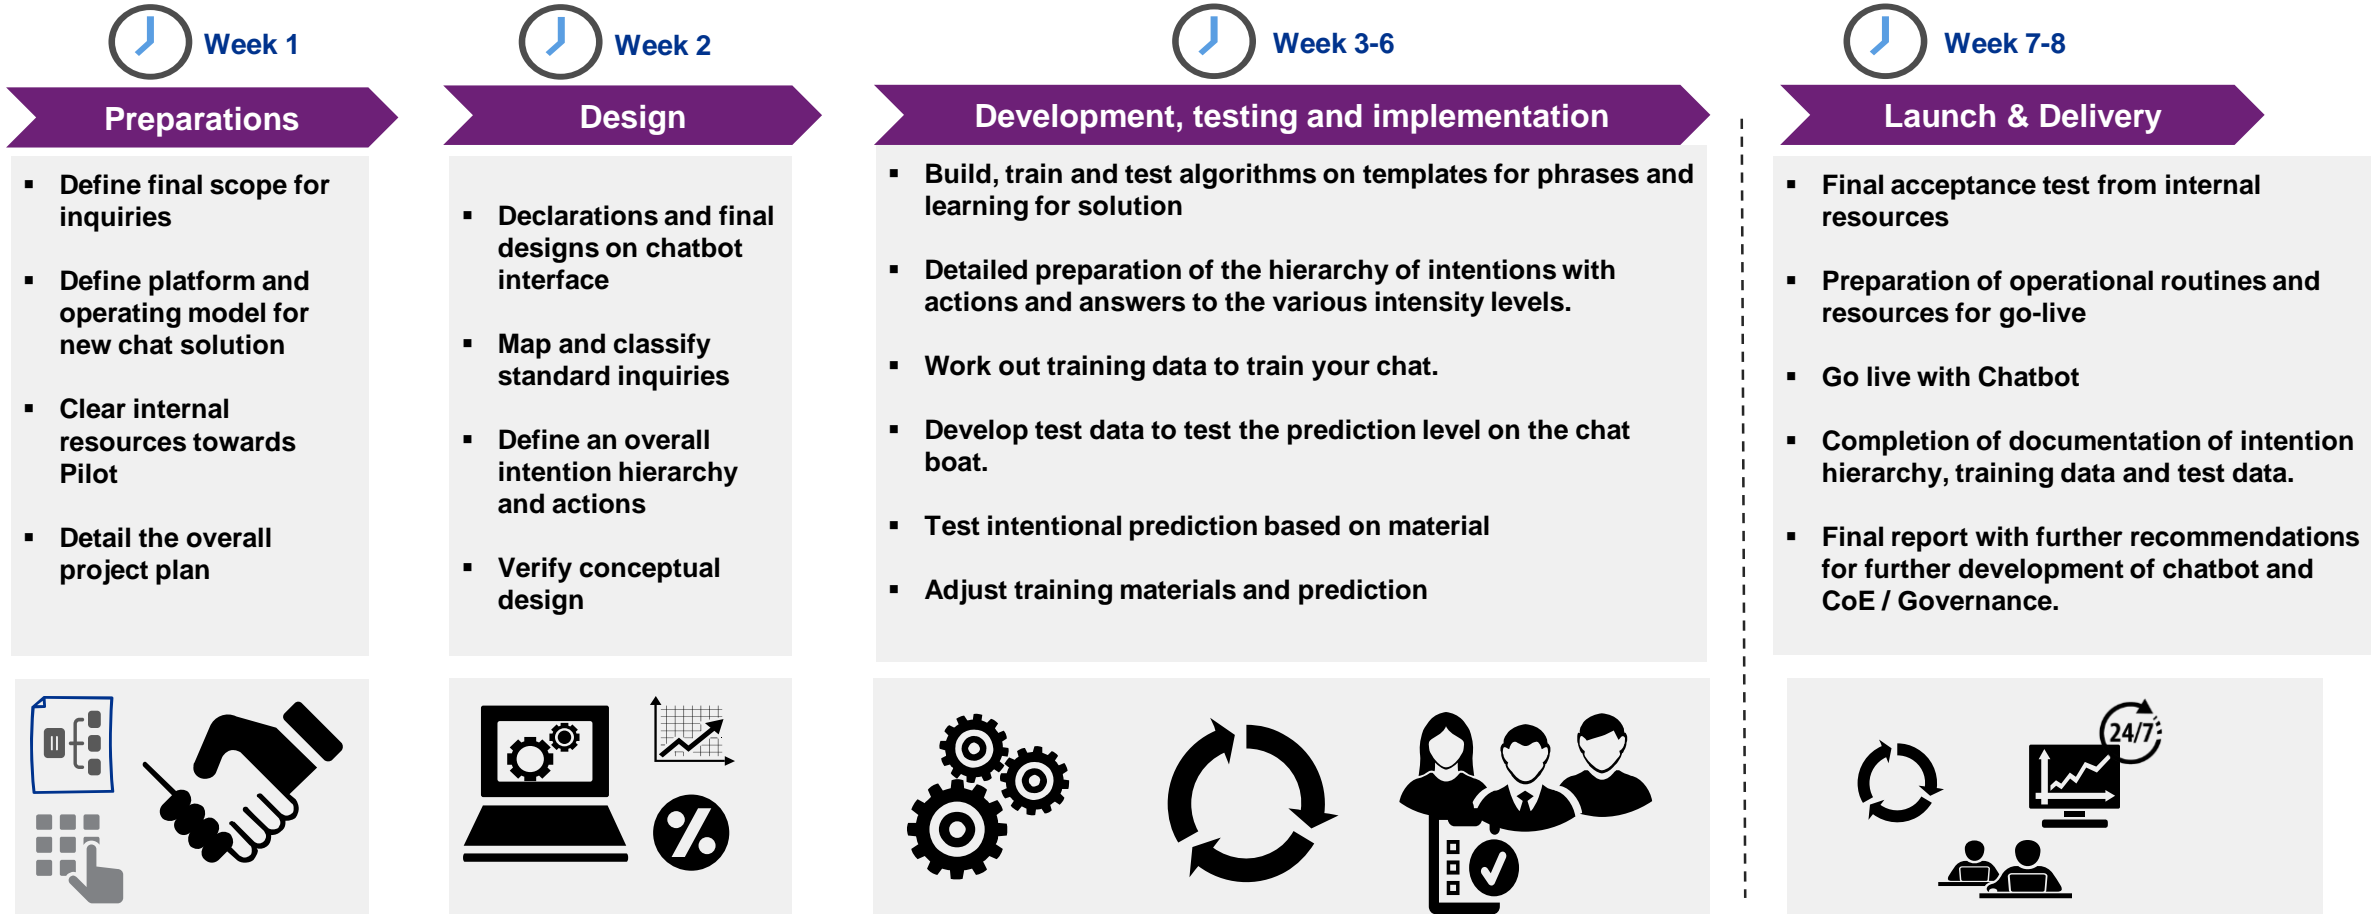 Week 1
Preparations
▪ Define final scope for
inquiries
▪ Define platform and
operating model for
new chat solution
▪ Clear internal
resources towards
Pilot
▪ Detail the overall
project plan
Week 2
Design
▪ Declarations and final
designs on chatbot
interface
▪ Map and classify
standard inquiries
▪ Define an overall
intention hierarchy
and actions
▪ Verify conceptual
design
Week 3-6
Development, testing and implementation
▪ Build, train and test algorithms on templates for phrases and
learning for solution
▪ Detailed preparation of the hierarchy of intentions with
actions and answers to the various intensity levels.
▪ Work out training data to train your chat.
▪ Develop test data to test the prediction level on the chat
boat.
▪ Test intentional prediction based on material
▪ Adjust training materials and prediction
Week 7-8
Launch & Delivery
▪ Final acceptance test from internal
resources
▪ Preparation of operational routines and
resources for go-live
▪ Go live with Chatbot
▪ Completion of documentation of intention
hierarchy, training data and test data.
▪ Final report with further recommendations
for further development of chatbot and
CoE / Governance.
24/7